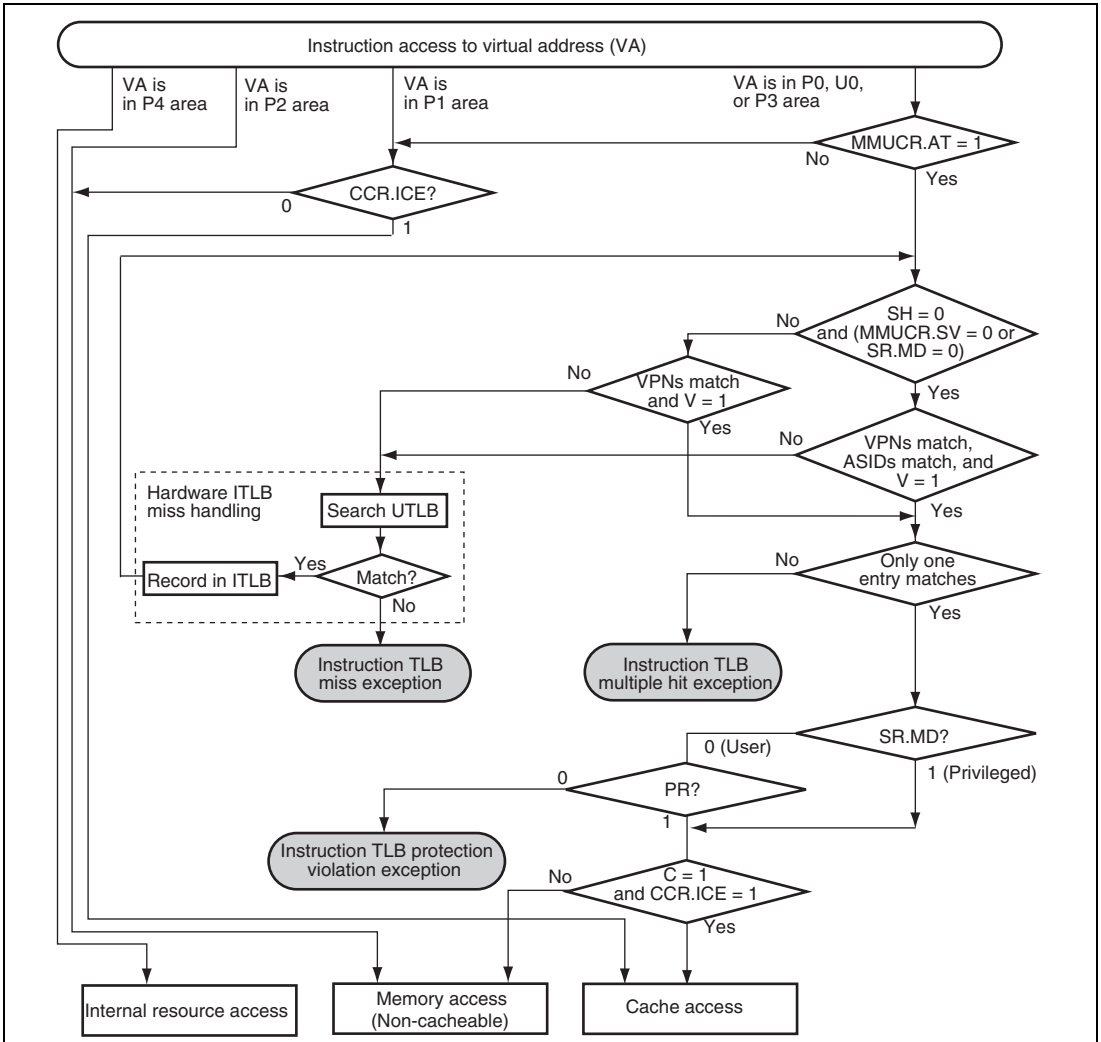 Instruction access to virtual address (VA)
VA is
in P4 area
VA is
in P2 area
VA is
in P1 area
VA is in P0, U0,
or P3 area
MMUCR.AT = 1
No
Yes
CCR.ICE?
0
1
SH = 0
and (MMUCR.SV = 0 or
SR.MD = 0)
No
Yes
VPNs match
and V = 1
No
Yes
VPNs match,
ASIDs match, and
V = 1
No
Yes
Hardware ITLB
miss handling
Search UTLB
Match?
Yes
No
Record in ITLB
Only one
entry matches
No
Yes
Instruction TLB
miss exception
Instruction TLB
multiple hit exception
SR.MD?
0 (User)
1 (Privileged)
PR?
0
1
Instruction TLB protection
violation exception
C = 1
and CCR.ICE = 1
No
Yes
Internal resource access
Memory access
(Non-cacheable)
Cache access